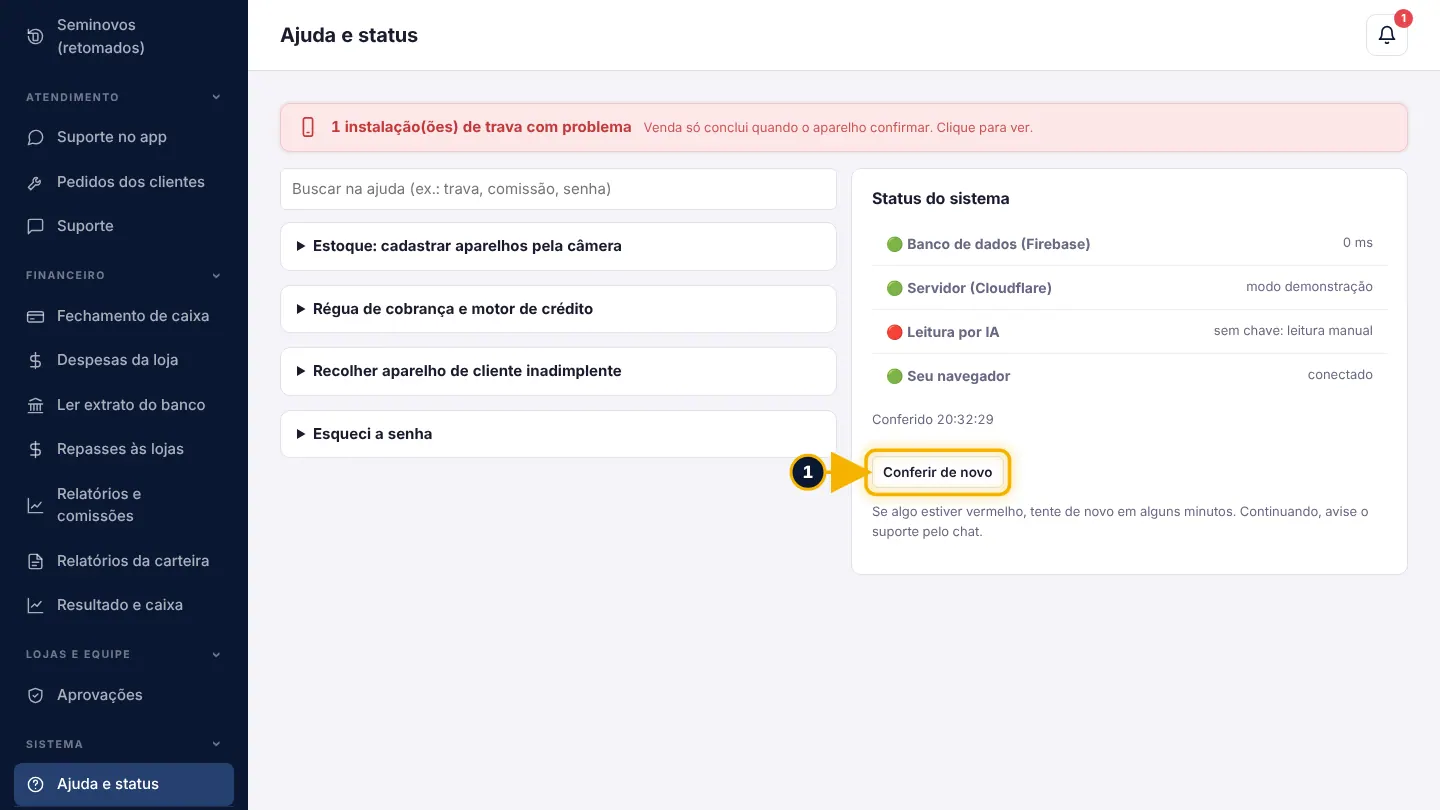 Seminovos
(retomados)
ATENDIMENTO
Suporte no app
Pedidos dos clientes
Suporte
FINANCEIRO
Fechamento de caixa
Despesas da loja
Ler extrato do banco
Repasses às lojas
Relatórios e
comissões
Relatórios da carteira
Resultado e caixa
LOJAS E EQUIPE
Aprovações
SISTEMA
Ajuda e status
Ajuda e status
1
1 instalação(ões) de trava com problema Venda só conclui quando o aparelho confirmar. Clique para ver.
Buscar na ajuda (ex.: trava, comissão, senha)
Estoque: cadastrar aparelhos pela câmera
Régua de cobrança e motor de crédito
Recolher aparelho de cliente inadimplente
Esqueci a senha
Status do sistema
Banco de dados (Firebase) 0 ms
Servidor (Cloudflare) modo demonstração
Leitura por IA sem chave: leitura manual
Seu navegador conectado
Conferido 20:32:29
1 Conferir de novo
Se algo estiver vermelho, tente de novo em alguns minutos. Continuando, avise o
suporte pelo chat.